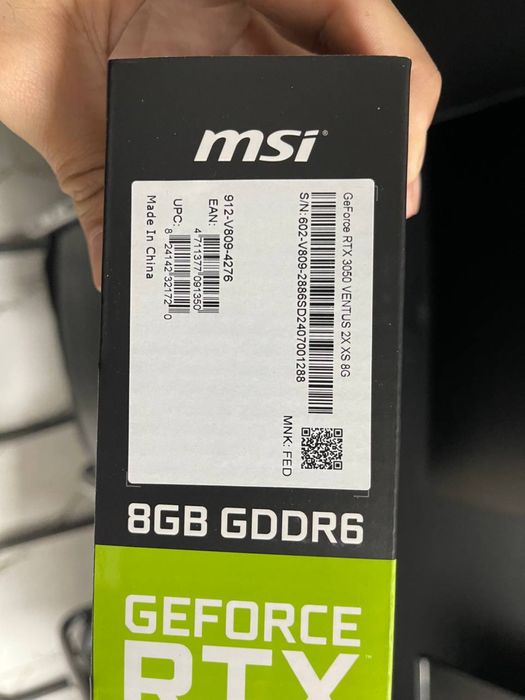 msi
GeForce RTX 3050 VENTUS 2X XS 8G
S/N:602-V809-2886SD2407001288
MNK: FED
912-V809-4276
EAN:
4 711377 091350
UPC:
8 24142 32172 0
Made In China
8GB GDDR6
GEFORCE
RTX